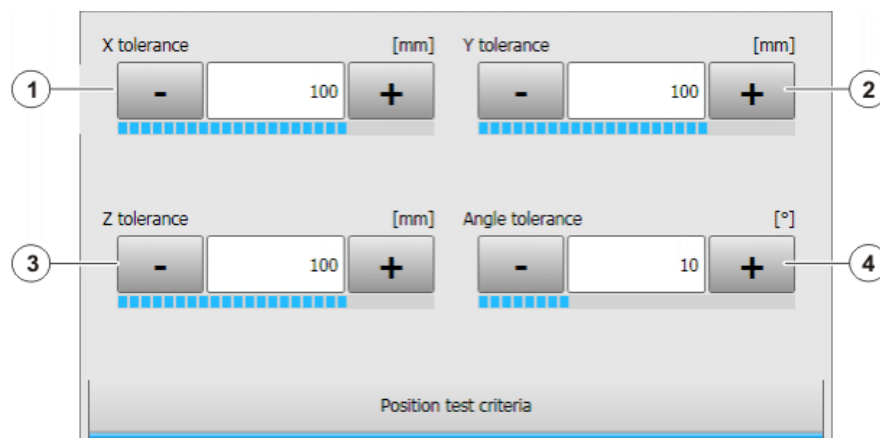 X tolerance [mm] Y tolerance [mm]
1 - 100 + - 100 + 2
Z tolerance [mm] Angle tolerance [°]
3 - 100 + - 10 + 4
Position test criteria